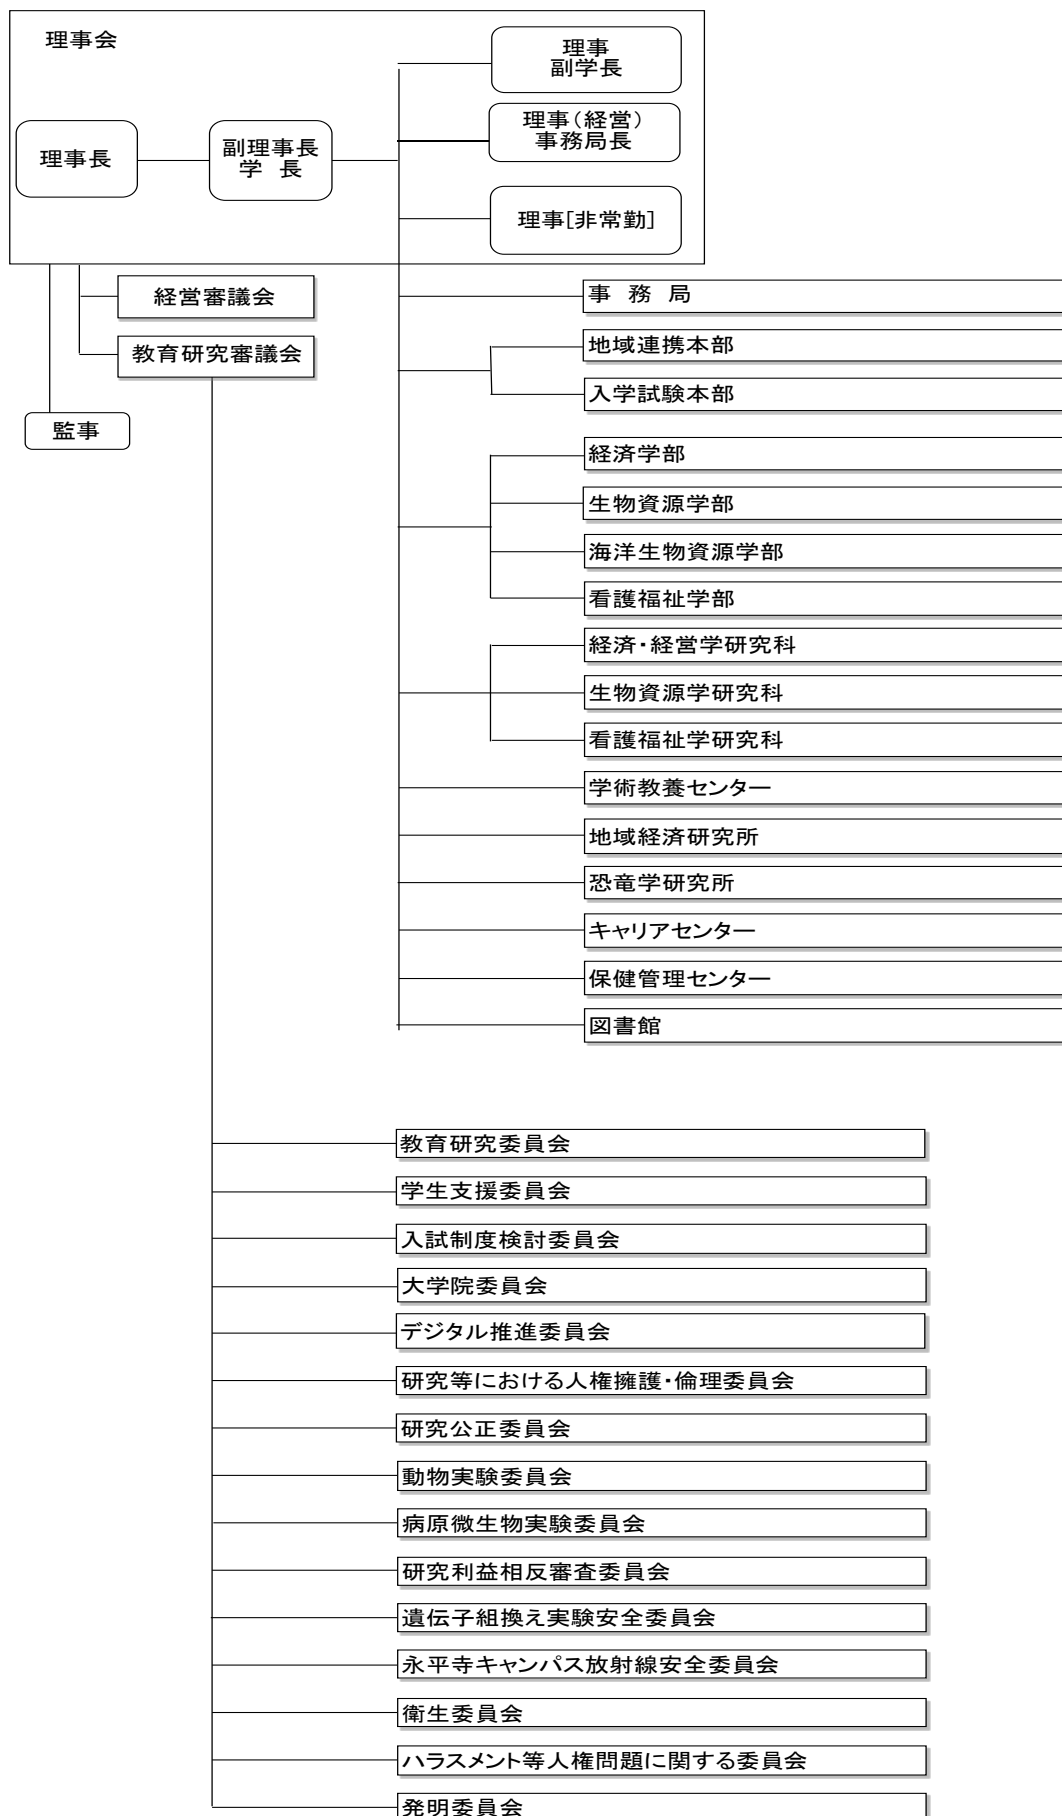 理事会
理事
副学長
理事（経営）
事務局長
理事長
副理事長
学 長
理事[非常勤]
経営審議会
教育研究審議会
監事
事 務 局
地域連携本部
入学試験本部
経済学部
生物資源学部
海洋生物資源学部
看護福祉学部
経済・経営学研究科
生物資源学研究科
看護福祉学研究科
学術教養センター
地域経済研究所
恐竜学研究所
キャリアセンター
保健管理センター
図書館
教育研究委員会
学生支援委員会
入試制度検討委員会
大学院委員会
デジタル推進委員会
研究等における人権擁護・倫理委員会
研究公正委員会
動物実験委員会
病原微生物実験委員会
研究利益相反審査委員会
遺伝子組換え実験安全委員会
永平寺キャンパス放射線安全委員会
衛生委員会
ハラスメント等人権問題に関する委員会
発明委員会